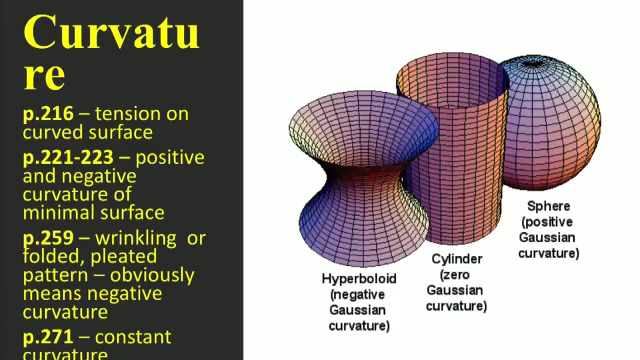 Curvatu
re
p.216 – tension on
curved surface
p.221-223 – positive
and negative
curvature of
minimal surface
p.259 – wrinkling or
folded, pleated
pattern – obviously
means negative
curvature
p.271 – constant
curvature
Hyperboloid
(negative
Gaussian
curvature)
Cylinder
(zero
Gaussian
curvature)
Sphere
(positive
Gaussian
curvature)